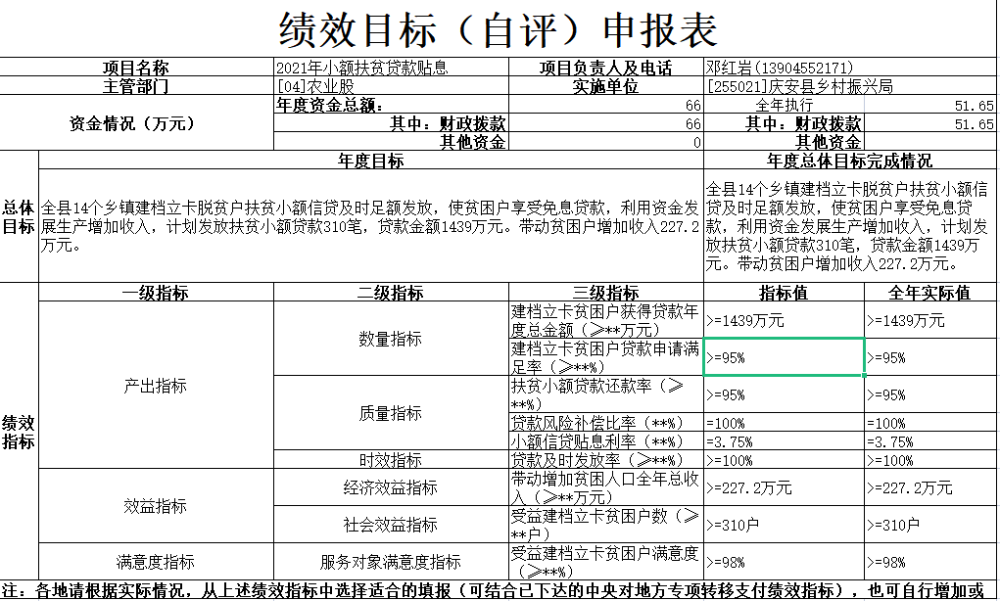 绩效目标（自评）申报表
项目名称 2021年小额扶贫贷款贴息 项目负责人及电话 邓红岩(13904552171)
主管部门 [04]农业股 实施单位 [255021]庆安县乡村振兴局
资金情况（万元） 年度资金总额： 66 全年执行 51.65
其中：财政拨款 66 其中：财政拨款 51.65
其他资金 0 其他资金
总体目标 年度目标 年度总体目标完成情况
全县14个乡镇建档立卡脱贫户扶贫小额信贷及时足额发放，使贫困户享受免息贷款，利用资金发
展生产增加收入，计划发放扶贫小额贷款310笔，贷款金额1439万元。带动贫困户增加收入227.2
万元。
全县14个乡镇建档立卡脱贫户扶贫小额信
贷及时足额发放，使贫困户享受免息贷
款，利用资金发展生产增加收入，计划发
放扶贫小额贷款310笔，贷款金额1439万
元。带动贫困户增加收入227.2万元。
绩效指标 一级指标 二级指标 三级指标 指标值 全年实际值
产出指标 数量指标 建档立卡贫困户获得贷款年
度总金额（≥**万元） >=1439万元 >=1439万元
建档立卡贫困户贷款申请满
足率（≥**%） >=95% >=95%
质量指标 扶贫小额贷款还款率（≥
**%） >=95% >=95%
贷款风险补偿比率（**%） =100% =100%
小额信贷贴息利率（**%） =3.75% =3.75%
时效指标 贷款及时发放率（≥**%） >=100% >=100%
效益指标 经济效益指标 带动增加贫困人口全年总收
入（≥**万元） >=227.2万元 >=227.2万元
社会效益指标 受益建档立卡贫困户数（≥
**户） >=310户 >=310户
满意度指标 服务对象满意度指标 受益建档立卡贫困户满意度
（≥**%） >=98% >=98%
注：各地请根据实际情况，从上述绩效指标中选择适合的填报（可结合已下达的中央对地方专项转移支付绩效指标），也可自行增加或